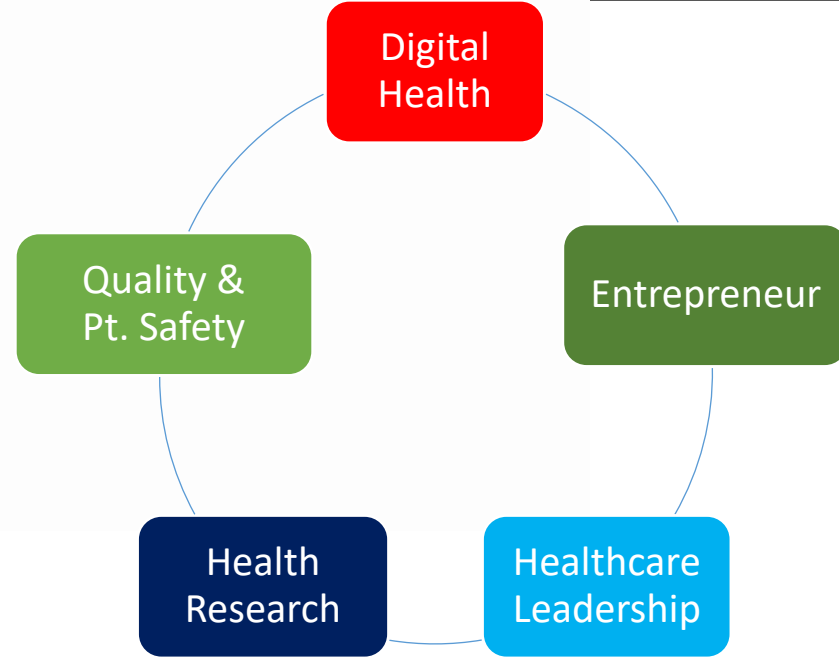 Digital
Health
Quality &
Pt. Safety
Entrepreneur
Health
Research
Healthcare
Leadership